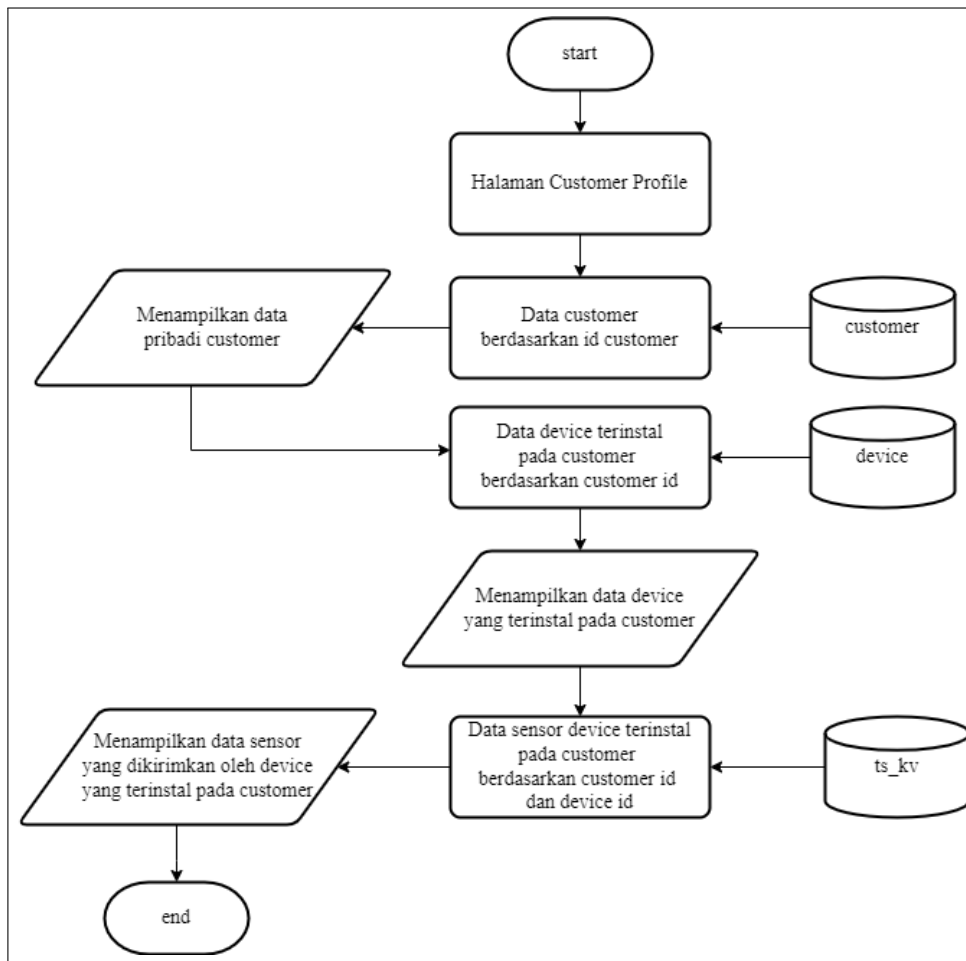 start
Halaman Customer Profile
Menampilkan data
pribadi customer
Data customer
berdasarkan id customer
customer
Data device terinstal
pada customer
berdasarkan customer id
device
Menampilkan data device
yang terinstal pada customer
Menampilkan data sensor
yang dikirimkan oleh device
yang terinstal pada customer
Data sensor device terinstal
pada customer
berdasarkan customer id
dan device id
ts_kv
end